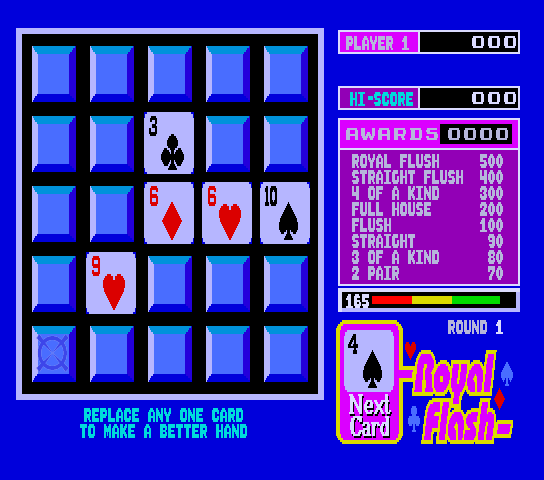 PLAYER 1 000
HI-SCORE 000
AWARDS 0000
ROYAL FLUSH 500
STRAIGHT FLUSH 400
4 OF A KIND 300
FULL HOUSE 200
FLUSH 100
STRAIGHT 90
3 OF A KIND 80
2 PAIR 70
3
6 6 10
9
165
ROUND 1
4
Next
Card
Royal
Flash
REPLACE ANY ONE CARD
TO MAKE A BETTER HAND